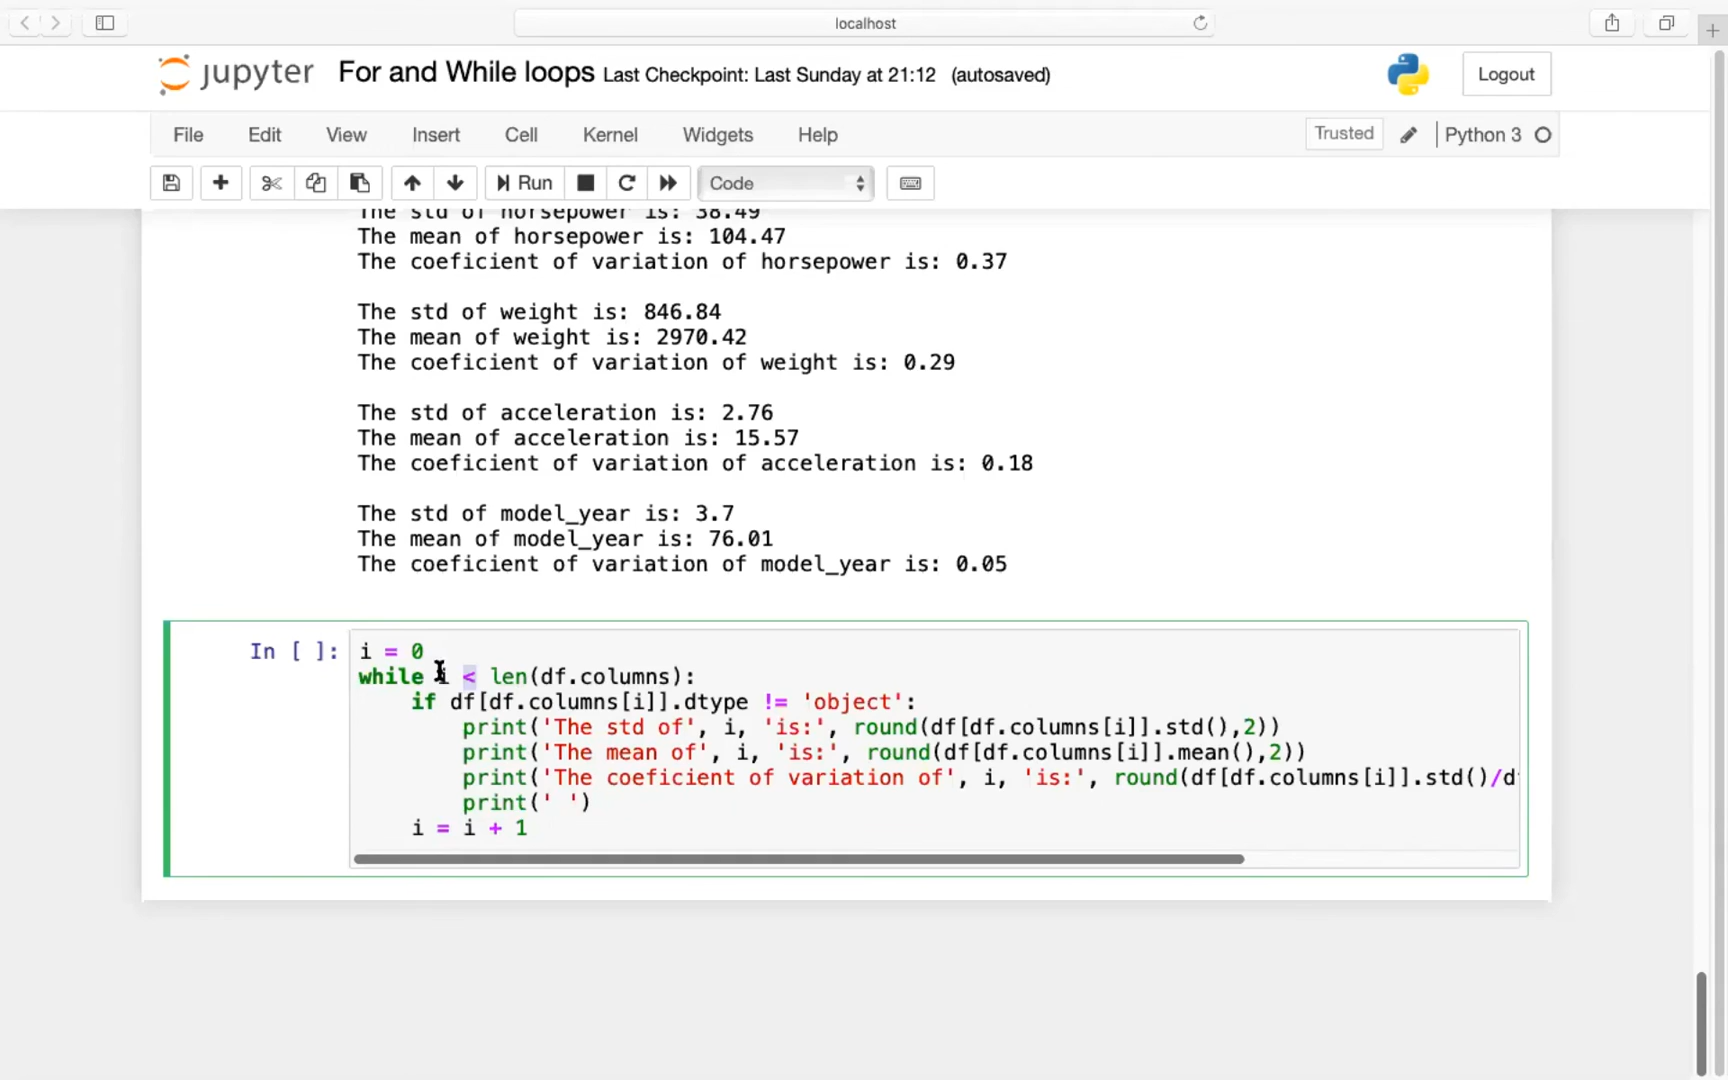 localhost
jupyter For and While loops Last Checkpoint: Last Sunday at 21:12 (autosaved) Logout
File Edit View Insert Cell Kernel Widgets Help Trusted Python 3
Run Code
The std of horsepower is: 38.49
The mean of horsepower is: 104.47
The coeficient of variation of horsepower is: 0.37
The std of weight is: 846.84
The mean of weight is: 2970.42
The coeficient of variation of weight is: 0.29
The std of acceleration is: 2.76
The mean of acceleration is: 15.57
The coeficient of variation of acceleration is: 0.18
The std of model_year is: 3.7
The mean of model_year is: 76.01
The coeficient of variation of model_year is: 0.05
In [ ]: i = 0
while i < len(df.columns):
if df[df.columns[i]].dtype != 'object':
print('The std of', i, 'is:', round(df[df.columns[i]].std(),2))
print('The mean of', i, 'is:', round(df[df.columns[i]].mean(),2))
print('The coeficient of variation of', i, 'is:', round(df[df.columns[i]].std()/d
print(' ')
i = i + 1